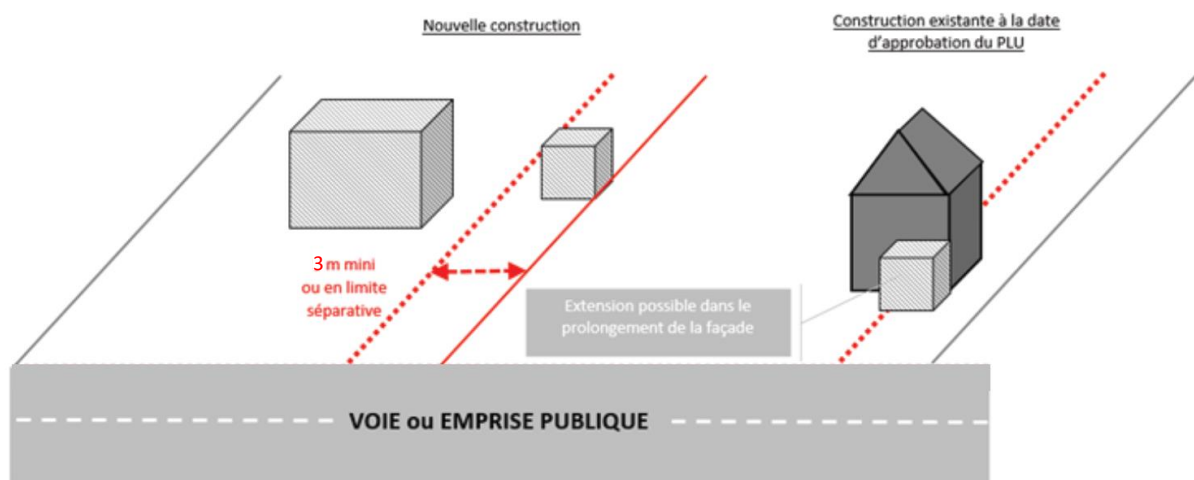 Nouvelle construction
Construction existante à la date
d'approbation du PLU
3 m mini
ou en limite
séparative
Extension possible dans le
prolongement de la façade
VOIE ou EMPRISE PUBLIQUE